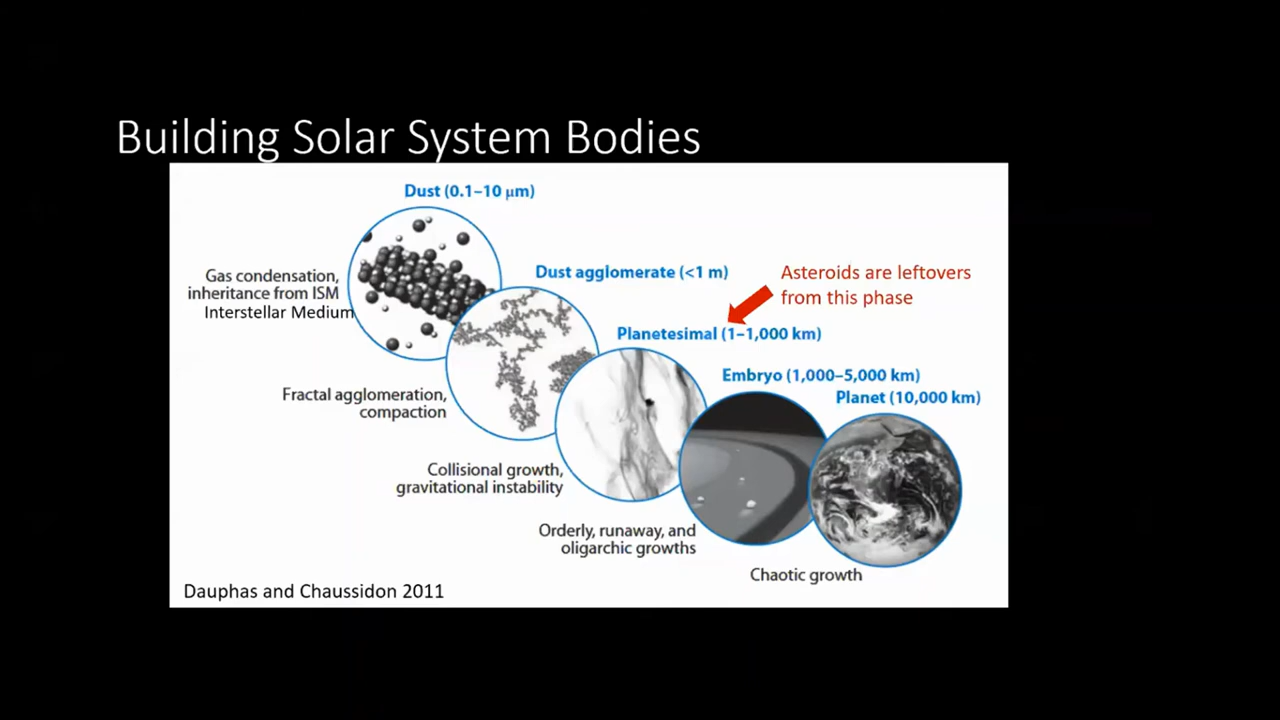 Building Solar System Bodies
Dust (0.1–10 µm)
Gas condensation,
inheritance from ISM
Interstellar Medium
Dust agglomerate (<1 m)
Asteroids are leftovers
from this phase
Fractal agglomeration,
compaction
Planetesimal (1–1,000 km)
Collisional growth,
gravitational instability
Embryo (1,000–5,000 km)
Orderly, runaway, and
oligarchic growths
Planet (10,000 km)
Chaotic growth
Dauphas and Chaussidon 2011